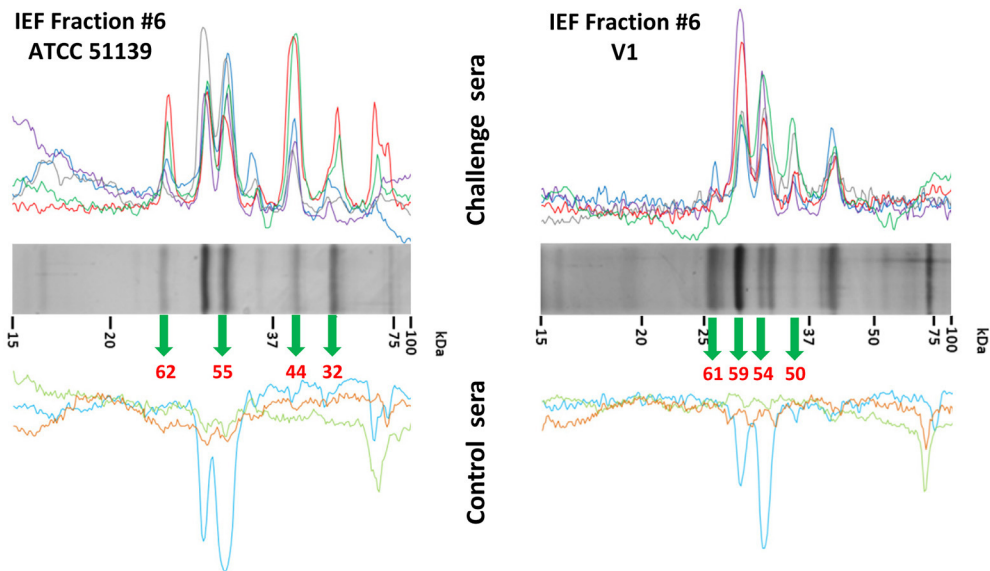 IEF Fraction #6
ATCC 51139
IEF Fraction #6
V1
Challenge sera
15
20
37
75
100
kDa
15
20
25
37
50
75
100
kDa
62
55
44
32
61
59
54
50
Control sera